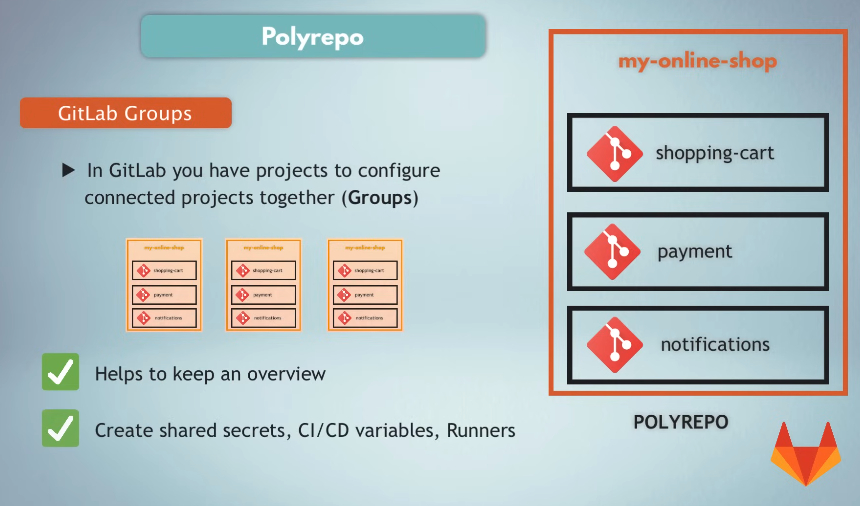 Polyrepo
GitLab Groups
▶ In GitLab you have projects to configure
connected projects together (Groups)
my-online-shop
shopping-cart
payment
notifications
my-online-shop
shopping-cart
payment
notifications
my-online-shop
shopping-cart
payment
notifications
Helps to keep an overview
Create shared secrets, CI/CD variables, Runners
my-online-shop
shopping-cart
payment
notifications
POLYREPO